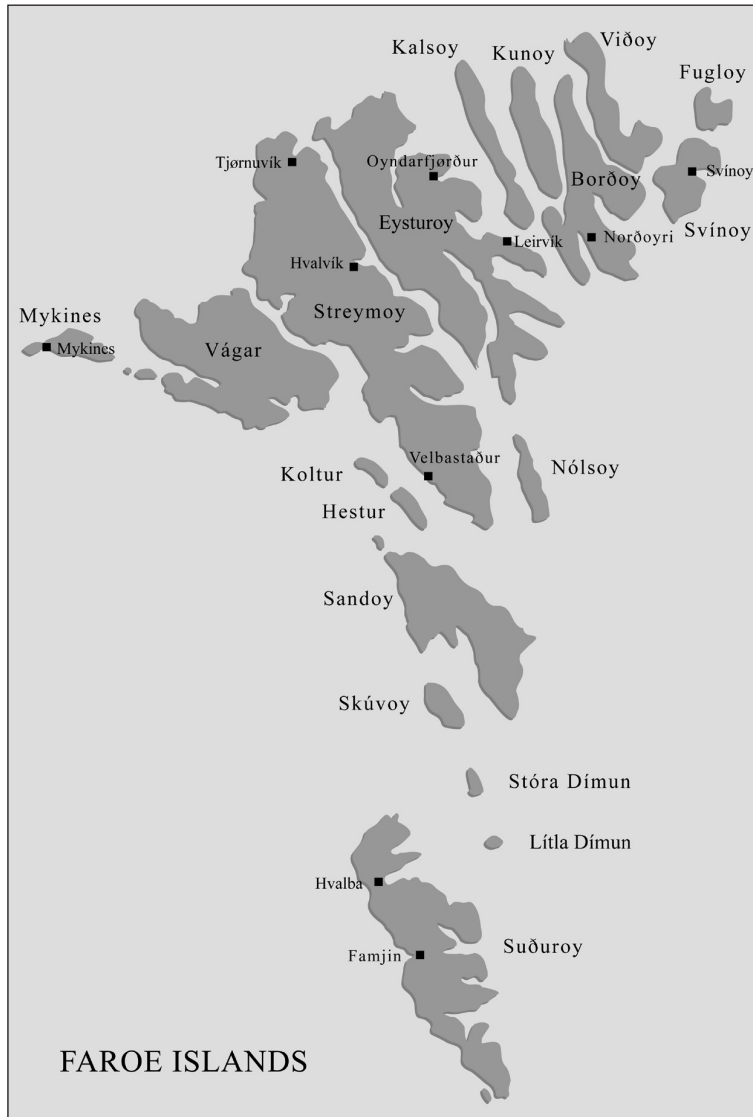 Viðoy
Kalsoy
Kunoy
Fugloy
Tjørnuvík
Oyndarfjørður
Svínoy
Borðoy
Eysturoy
Svínoy
Leirvík
Norðoyri
Hvalvík
Streymoy
Mykines
Mykines
Vágar
Velbastaður
Koltur
Nólsoy
Hestur
Sandoy
Skúvoy
Stóra Dímun
Lítla Dímun
Hvalba
Suðuroy
Famjin
FAROE ISLANDS